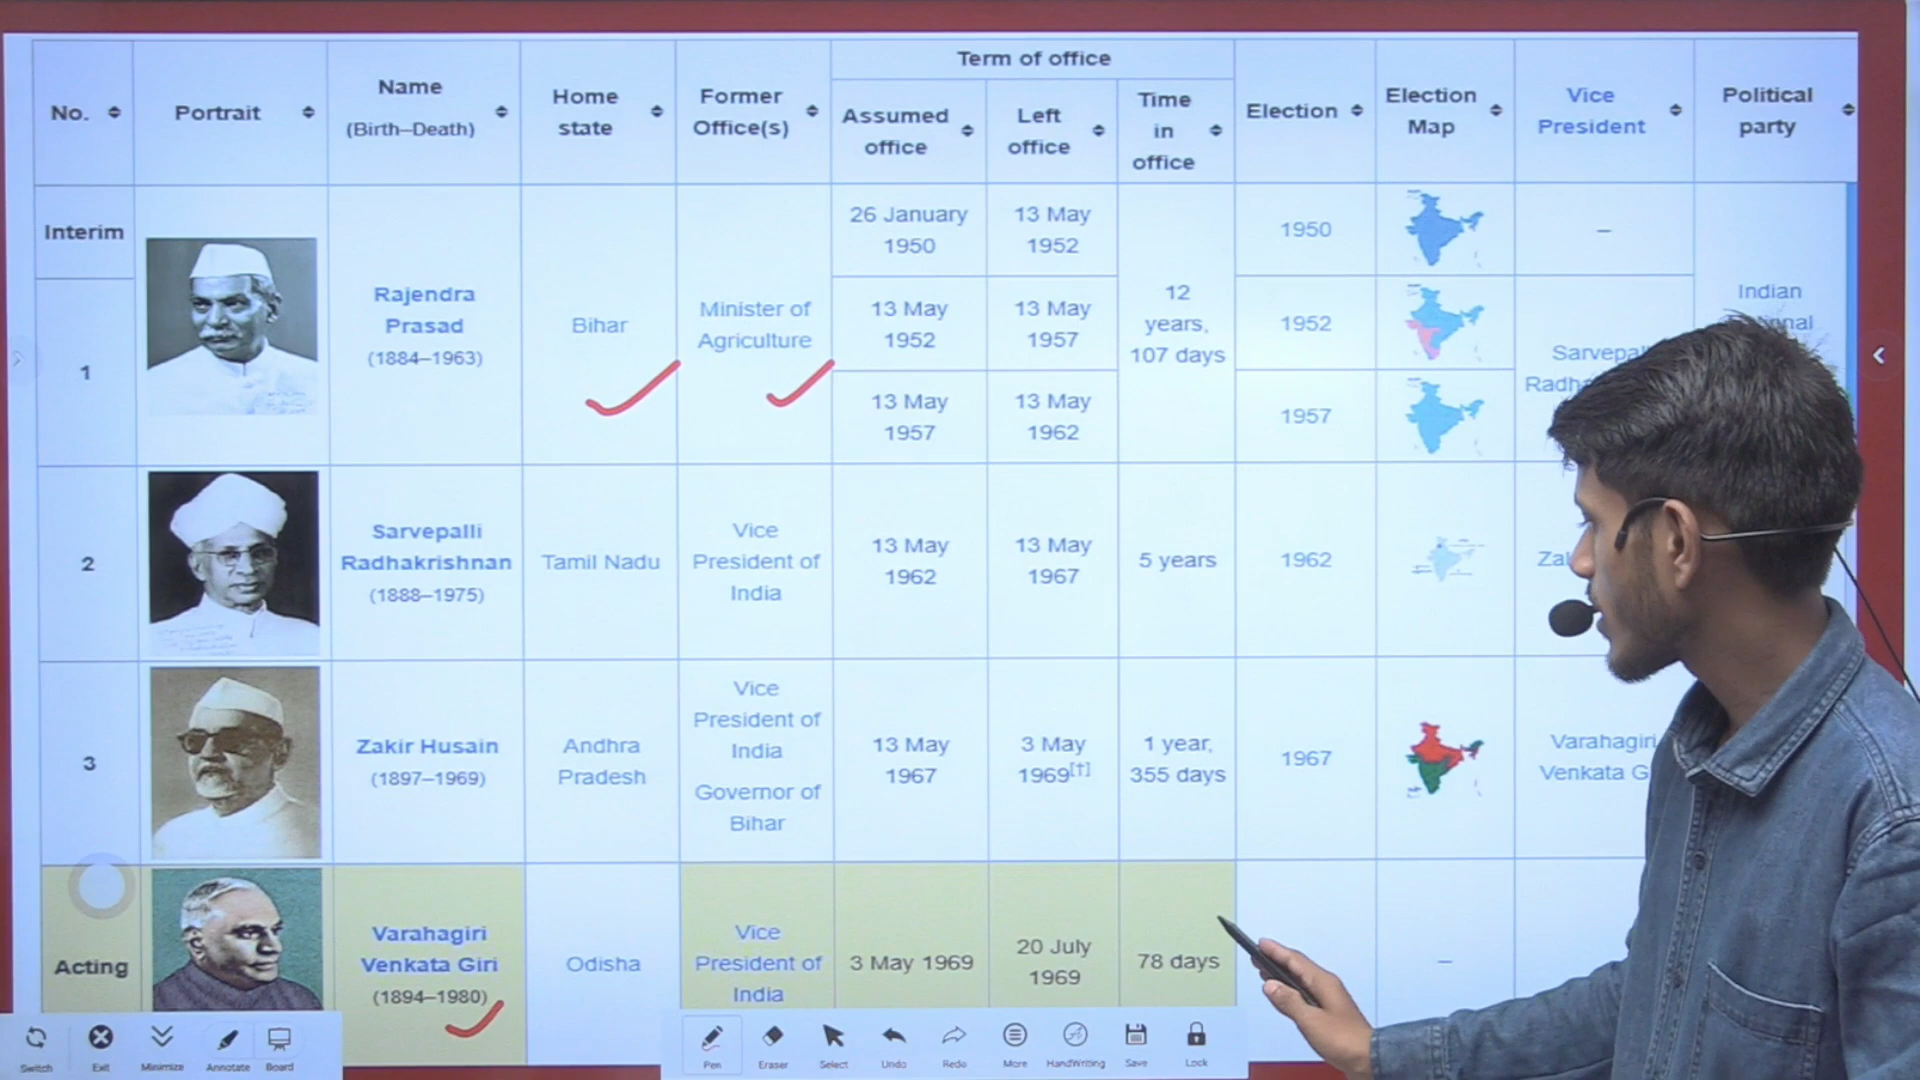 No.
Portrait
Name
(Birth–Death)
Home
state
Former
Office(s)
Term of office
Assumed
office
Left
office
Time
in
office
Election
Election
Map
Vice
President
Political
party
Interim
1
Rajendra
Prasad
(1884–1963)
Bihar
Minister of
Agriculture
26 January
1950
13 May
1952
13 May
1952
13 May
1957
13 May
1957
13 May
1962
12
years,
107 days
1950
1952
1957
–
Indian
2
Sarvepalli
Radhakrishnan
(1888–1975)
Tamil Nadu
Vice
President of
India
13 May
1962
13 May
1967
5 years
1962
3
Zakir Husain
(1897–1969)
Andhra
Pradesh
Vice
President of
India
Governor of
Bihar
13 May
1967
3 May
1969[†]
1 year,
355 days
1967
Varahagiri
Venkata G
Acting
Varahagiri
Venkata Giri
(1894–1980)
Odisha
Vice
President of
India
3 May 1969
20 July
1969
78 days
–
Switch
Exit
Minimize
Annotate
Board
Pen
Eraser
Select
Undo
Redo
More
HandWriting
Save
Lock